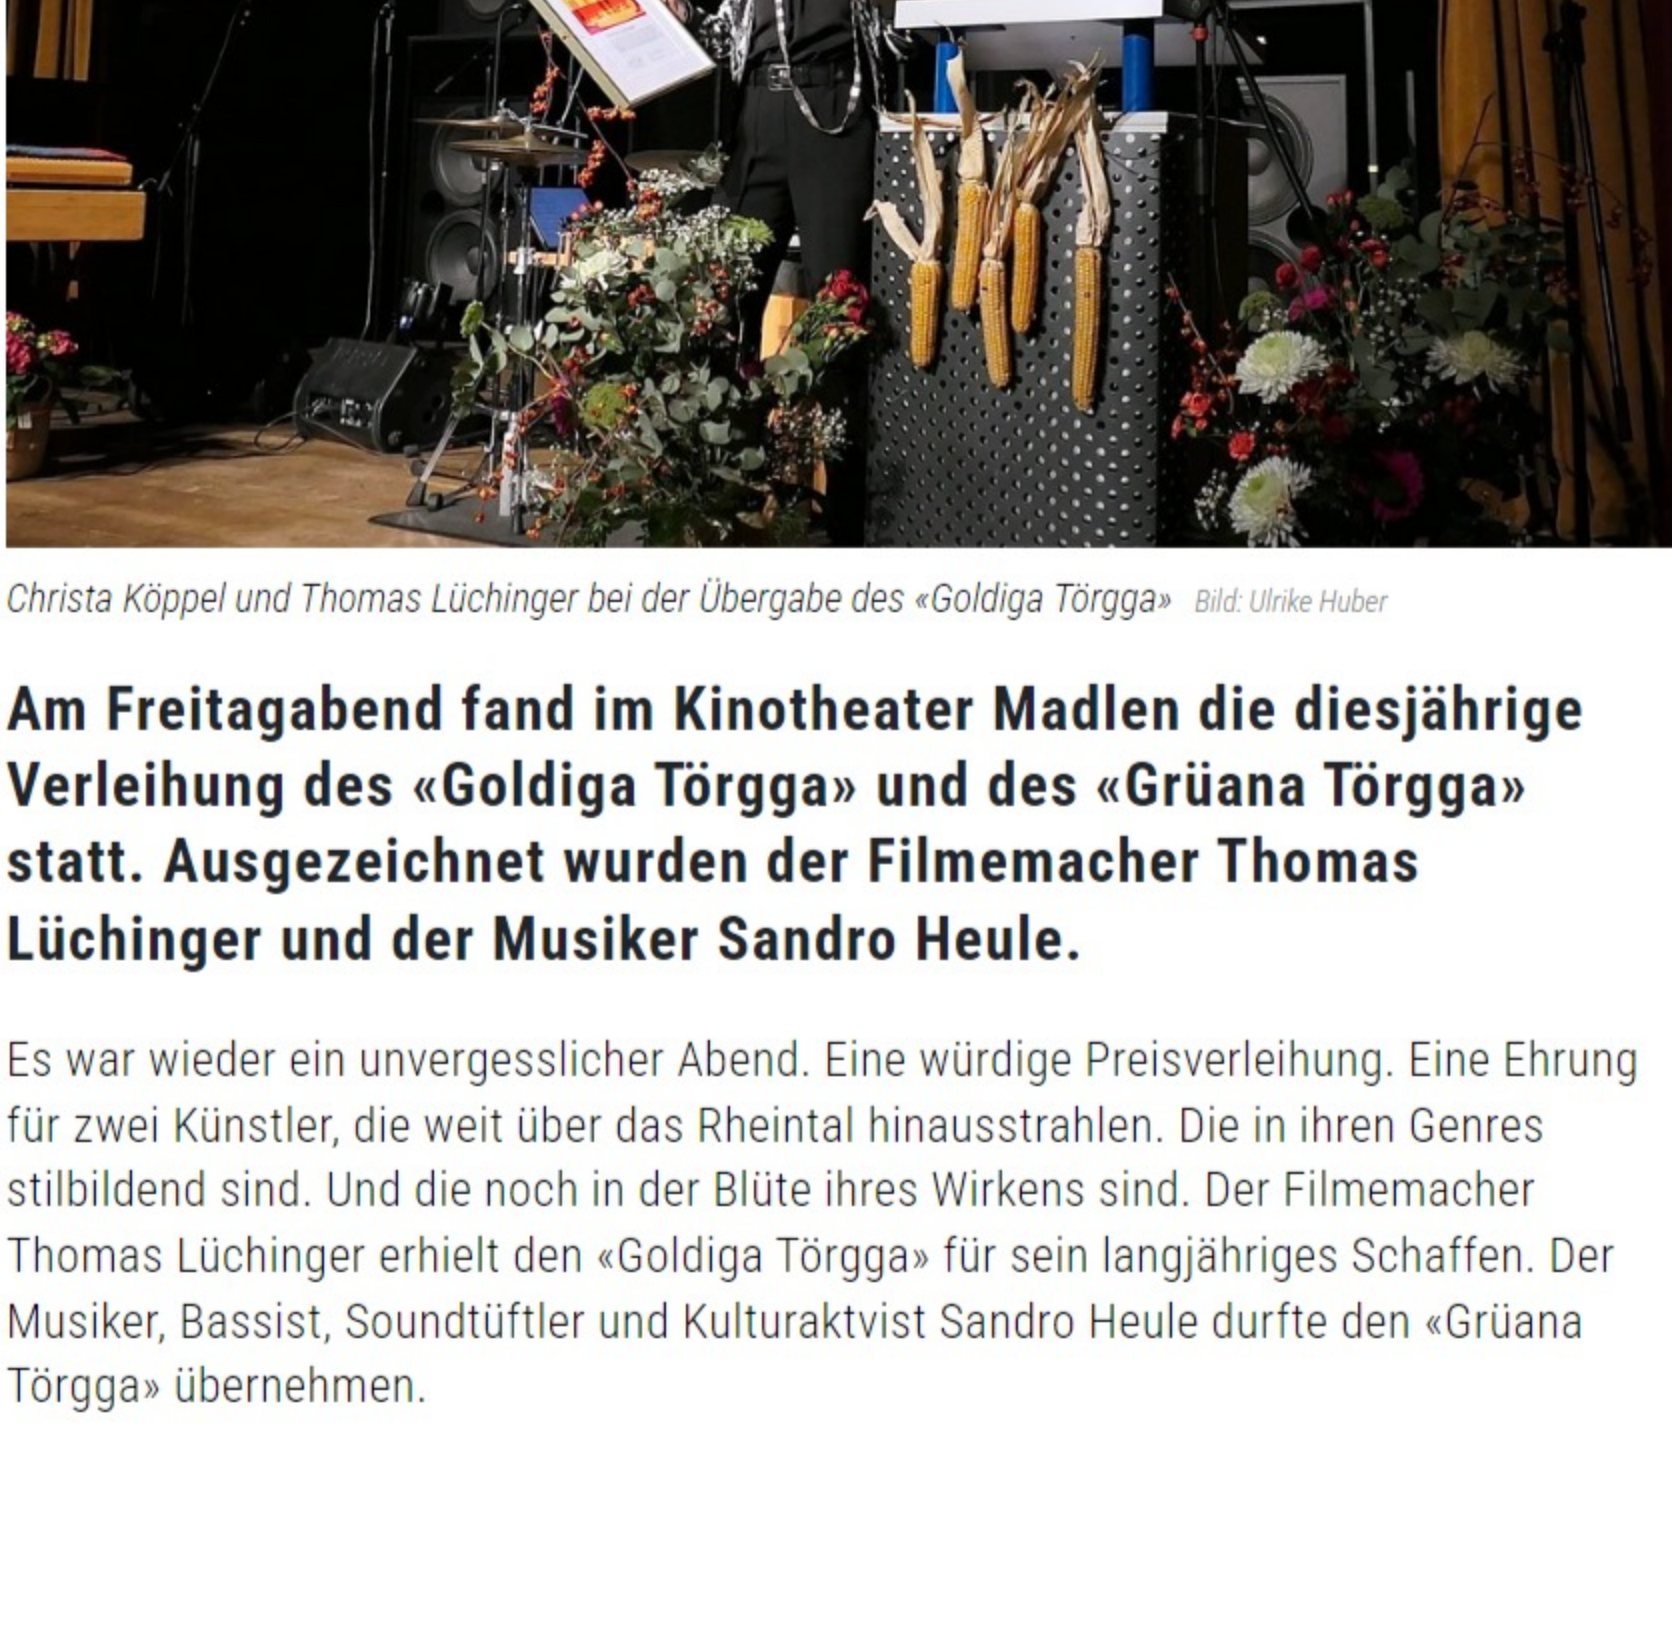 Christa Köppel und Thomas Lüchinger bei der Übergabe des «Goldiga Törgga» Bild: Ulrike Huber
Am Freitagabend fand im Kinotheater Madlen die diesjährige
Verleihung des «Goldiga Törgga» und des «Grüana Törgga»
statt. Ausgezeichnet wurden der Filmemacher Thomas
Lüchinger und der Musiker Sandro Heule.
Es war wieder ein unvergesslicher Abend. Eine würdige Preisverleihung. Eine Ehrung
für zwei Künstler, die weit über das Rheintal hinausstrahlen. Die in ihren Genres
stilbildend sind. Und die noch in der Blüte ihres Wirkens sind. Der Filmemacher
Thomas Lüchinger erhielt den «Goldiga Törgga» für sein langjähriges Schaffen. Der
Musiker, Bassist, Soundtüftler und Kulturaktvist Sandro Heule durfte den «Grüana
Törgga» übernehmen.